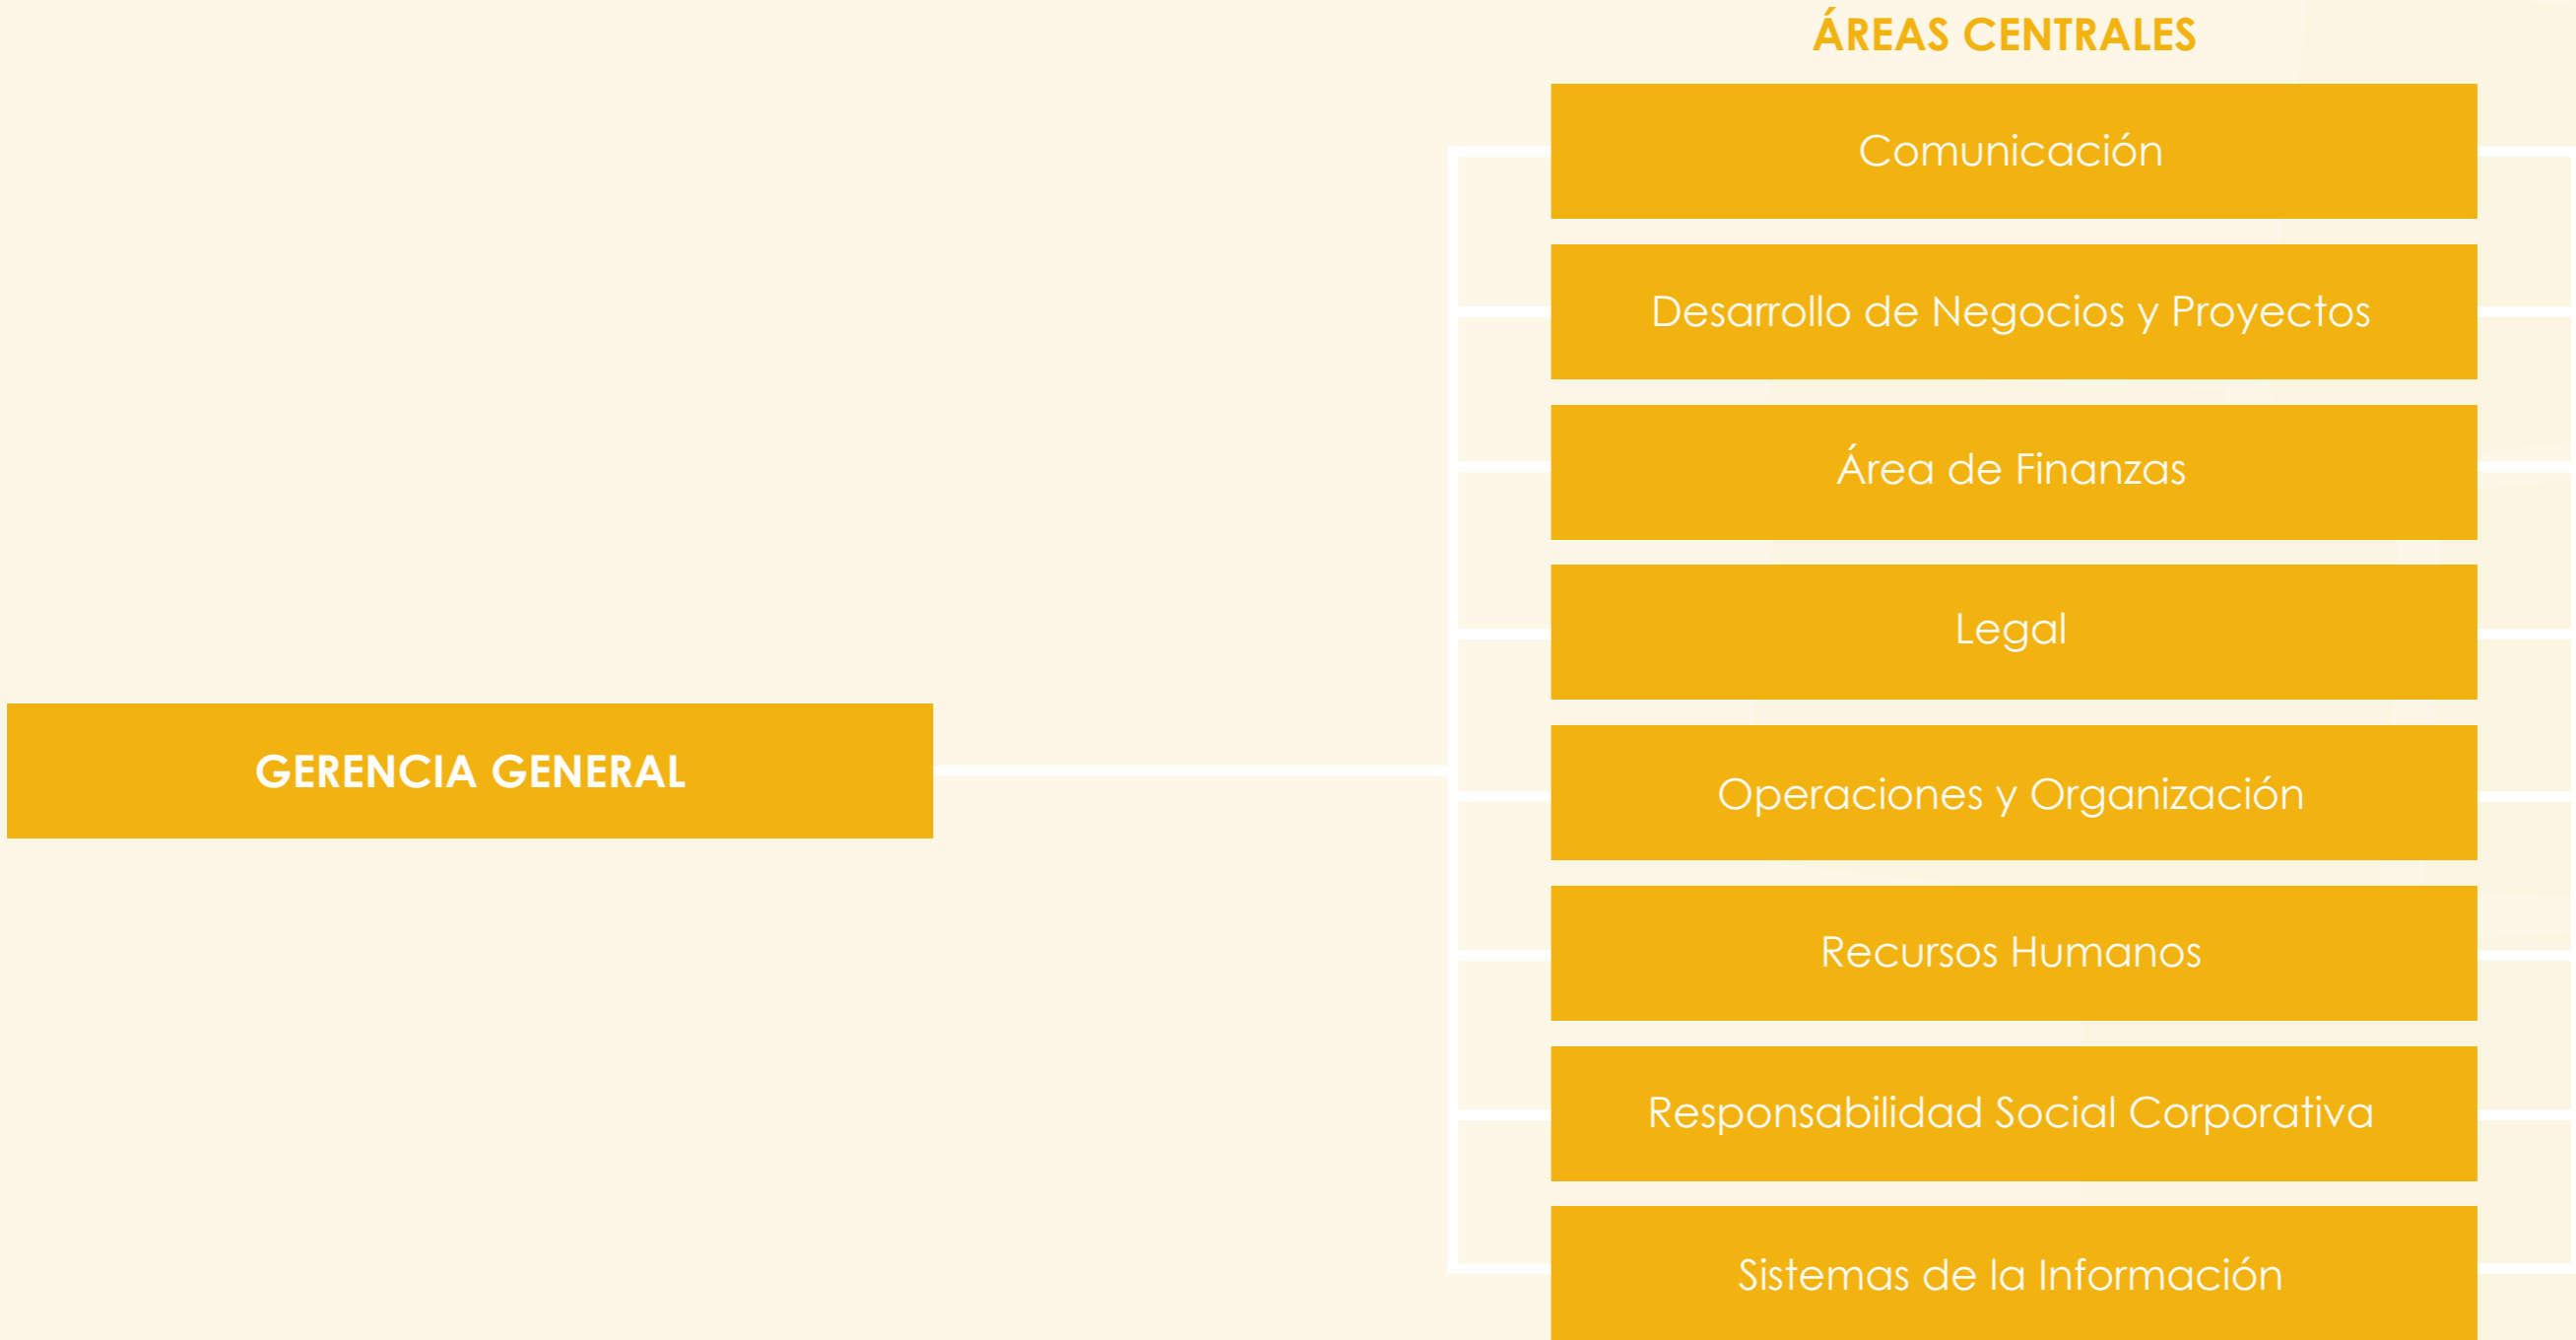 ÁREAS CENTRALES
Comunicación
Desarrollo de Negocios y Proyectos
Área de Finanzas
Legal
GERENCIA GENERAL
Operaciones y Organización
Recursos Humanos
Responsabilidad Social Corporativa
Sistemas de la Información